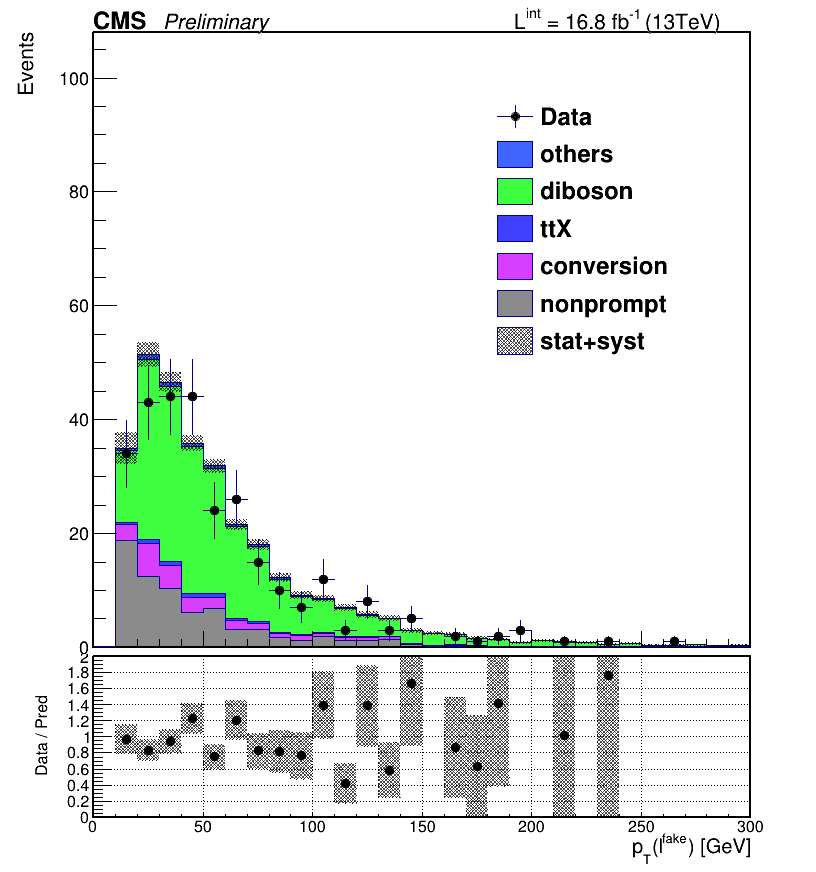 CMS Preliminary L^int = 16.8 fb^-1 (13TeV)
Events
100
80
60
40
20
0
Data
others
diboson
ttX
conversion
nonprompt
stat+syst
Data / Pred
2
1.8
1.6
1.4
1.2
1
0.8
0.6
0.4
0.2
0
0 50 100 150 200 250 300
p_T(l^fake) [GeV]